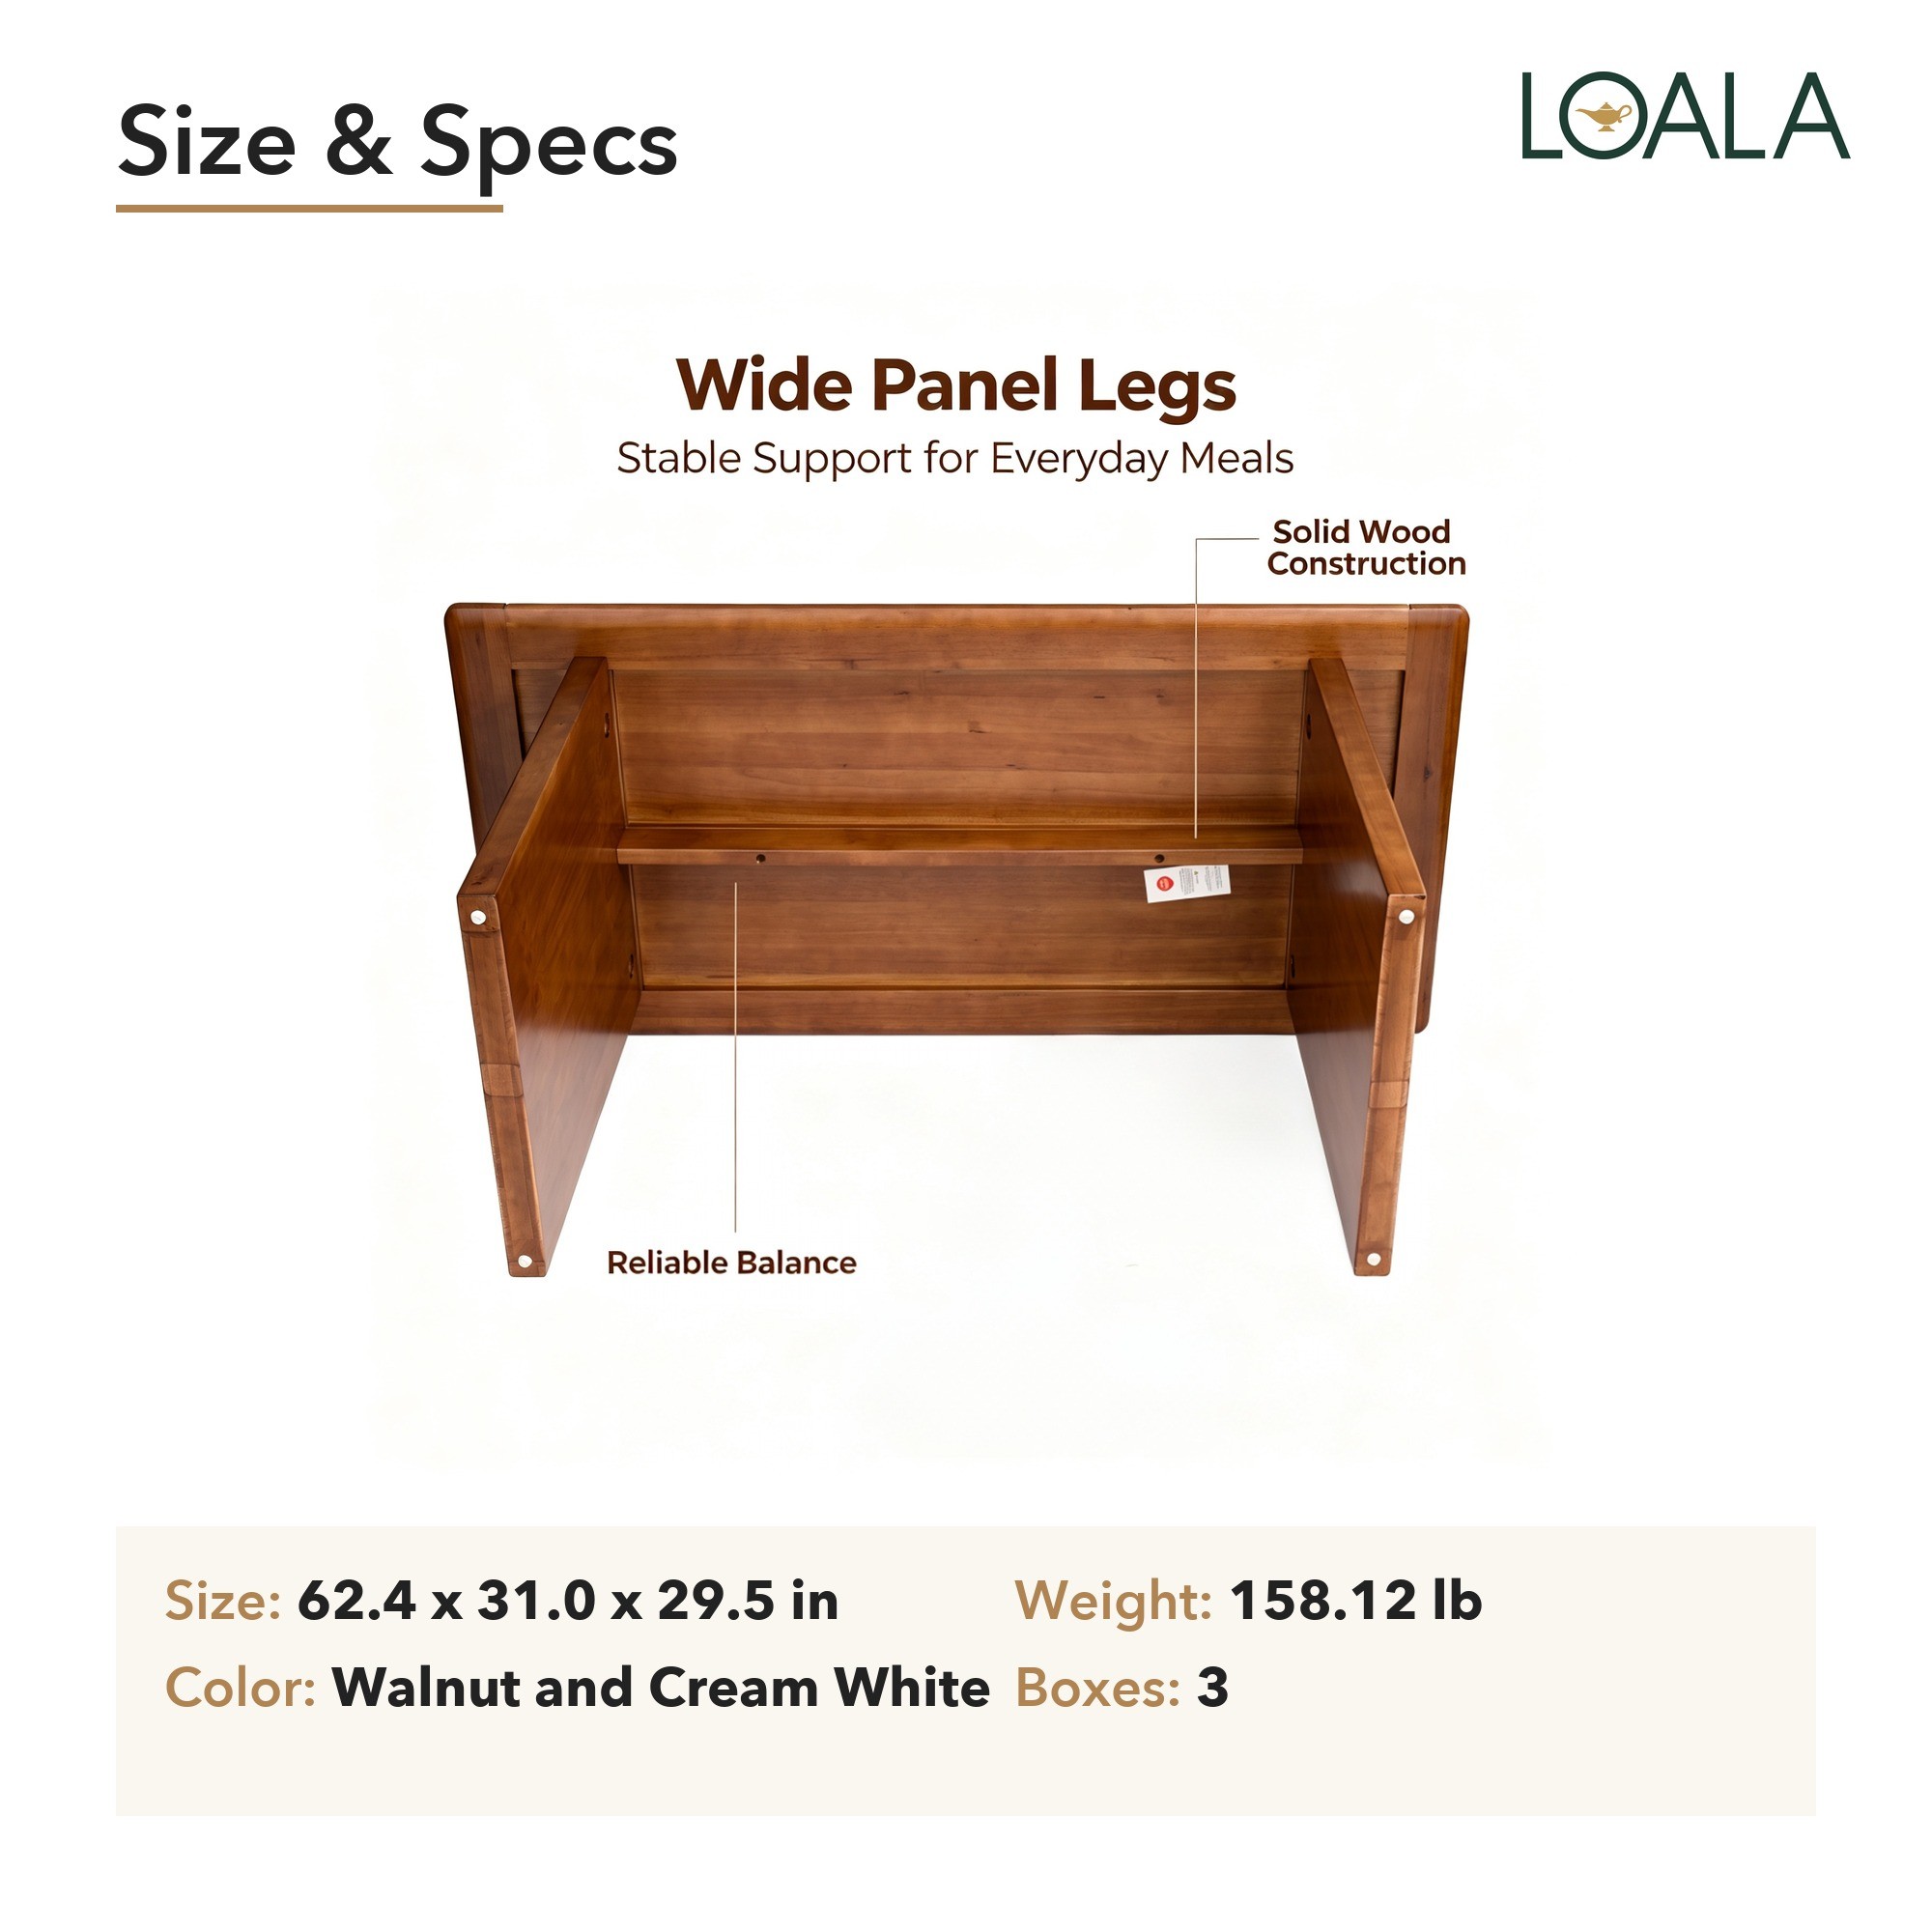 Size & Specs
LOALA
Wide Panel Legs
Stable Support for Everyday Meals
Solid Wood
Construction
Reliable Balance
Size: 62.4 x 31.0 x 29.5 in
Weight: 158.12 lb
Color: Walnut and Cream White
Boxes: 3